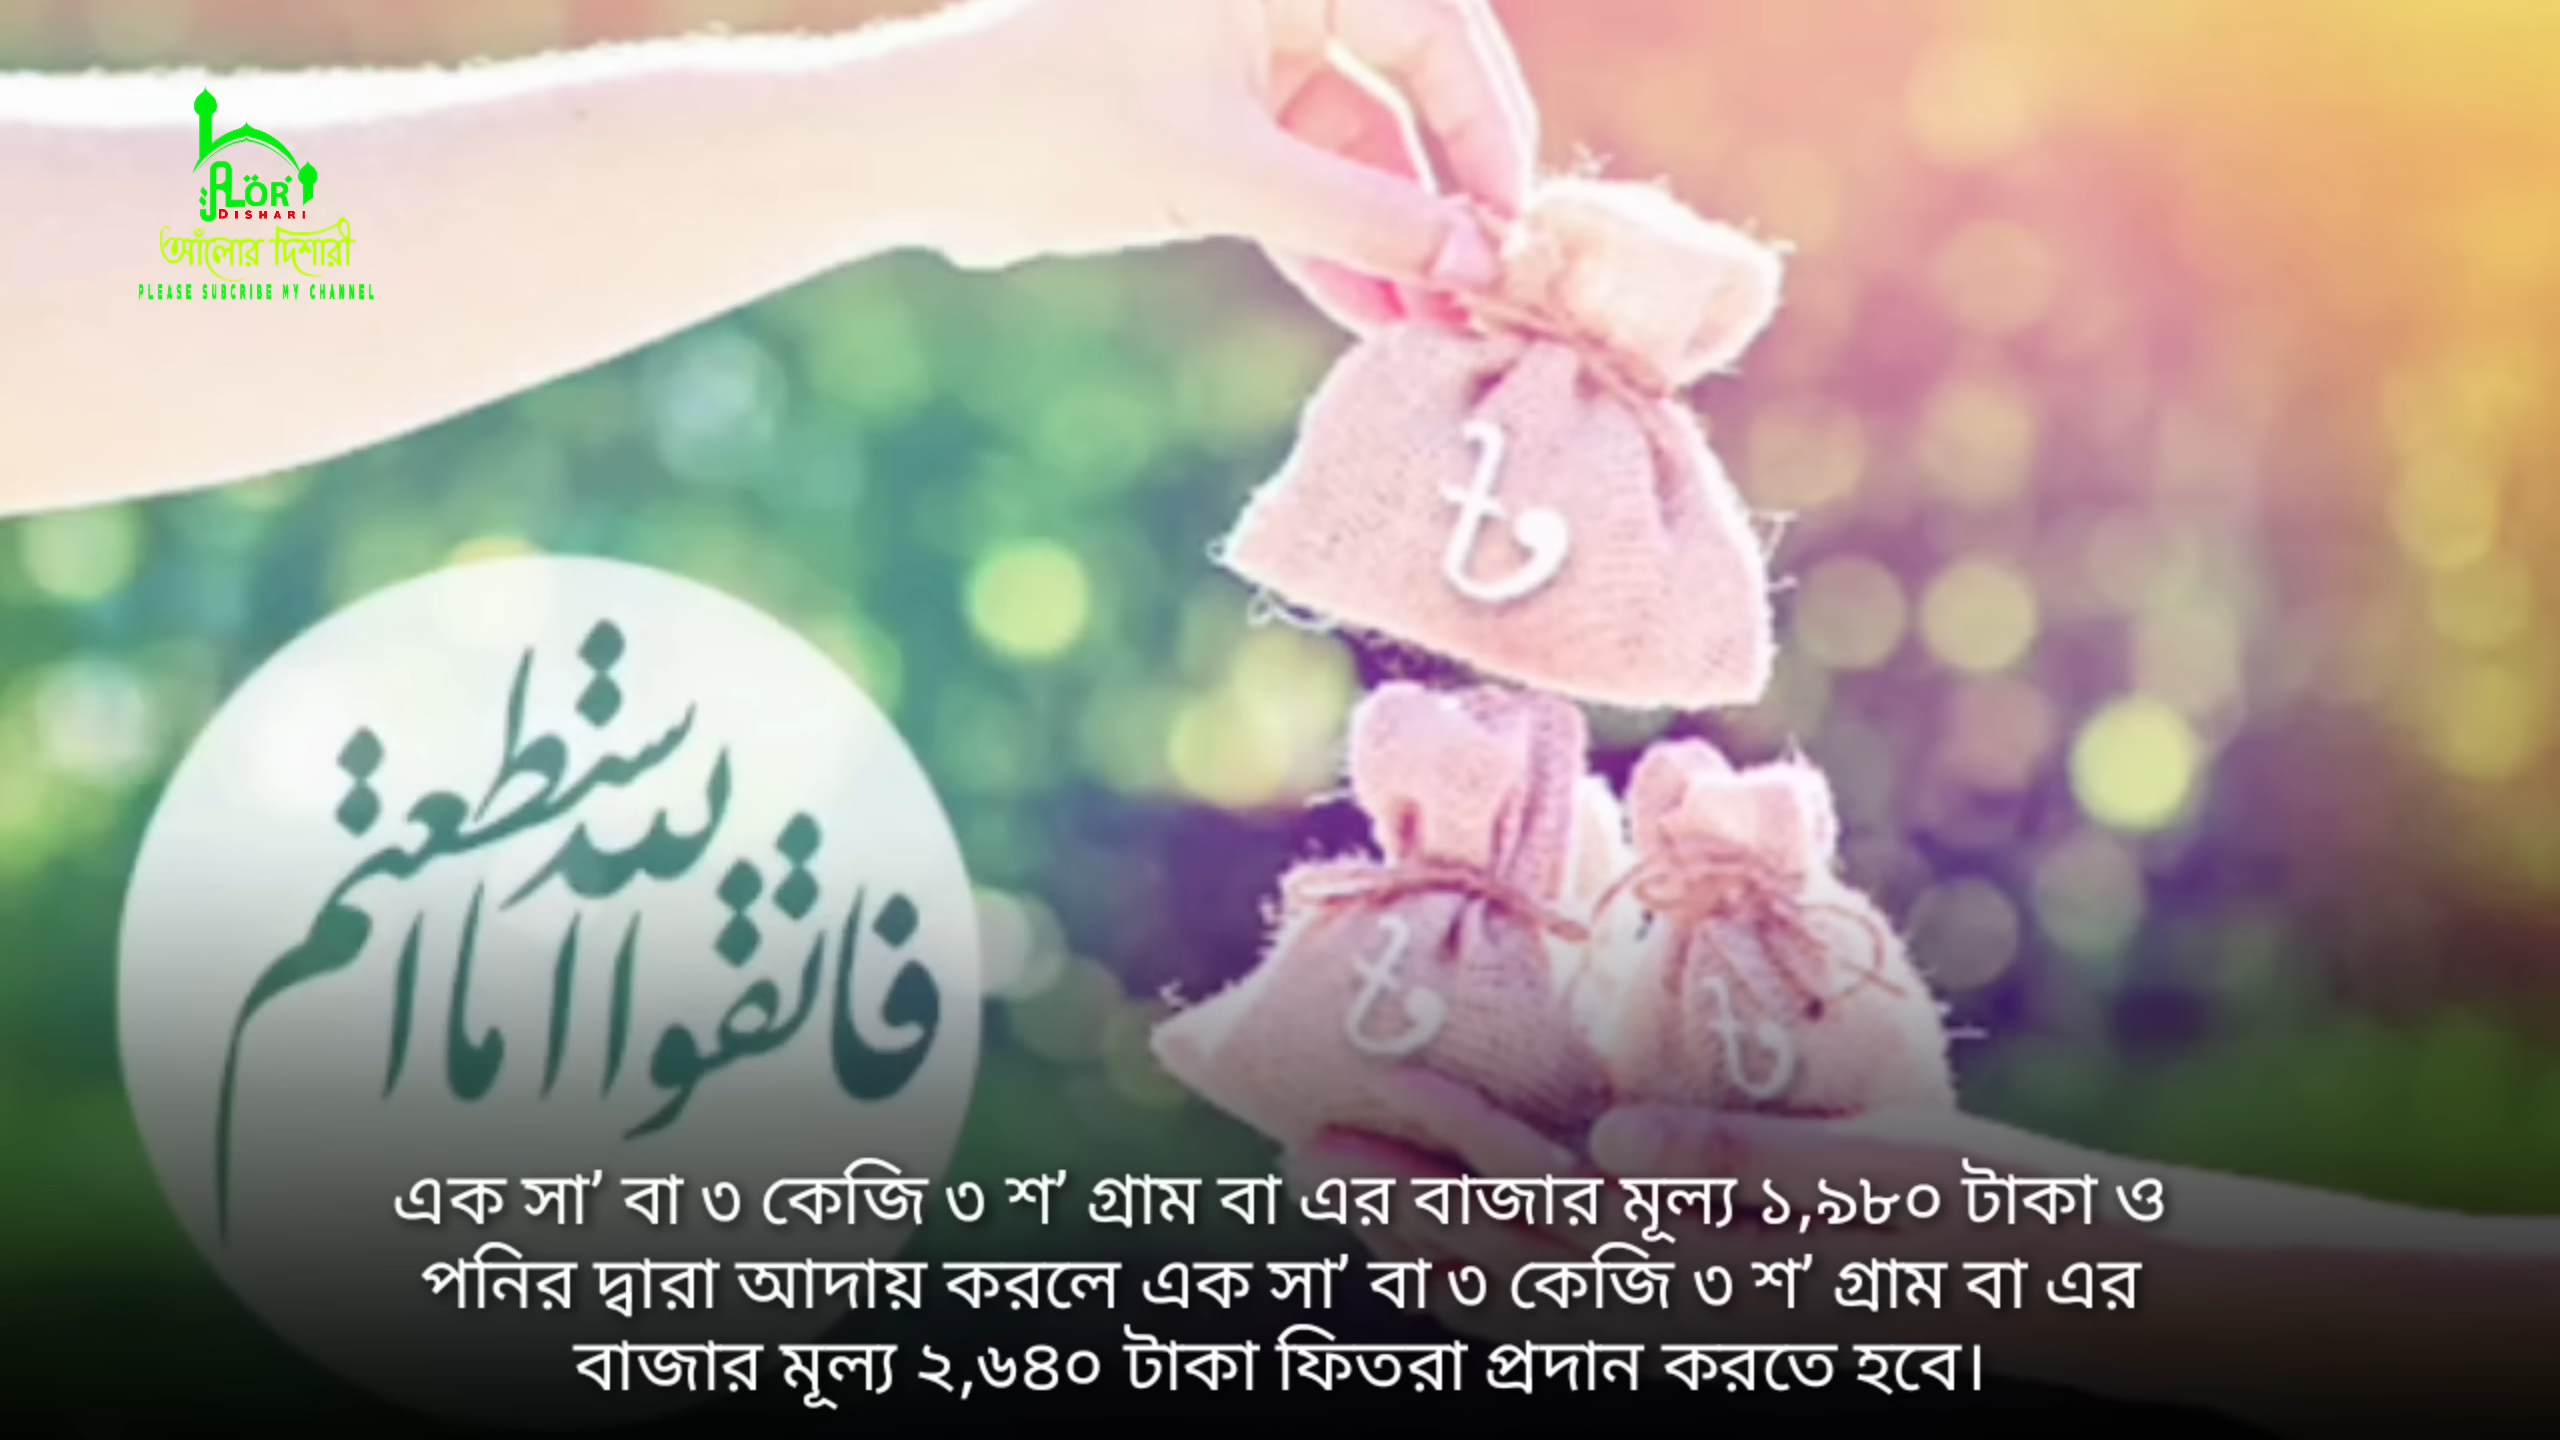 ALOR
DISHARI
আঁলোর দিশারী
PLEASE SUBCRIBE MY CHANNEL
৳
৳
৳
فاتقوا الله ما استطعتم
এক সা’ বা ৩ কেজি ৩ শ’ গ্রাম বা এর বাজার মূল্য ১,৯৮০ টাকা ও
পনির দ্বারা আদায় করলে এক সা’ বা ৩ কেজি ৩ শ’ গ্রাম বা এর
বাজার মূল্য ২,৬৪০ টাকা ফিতরা প্রদান করতে হবে।